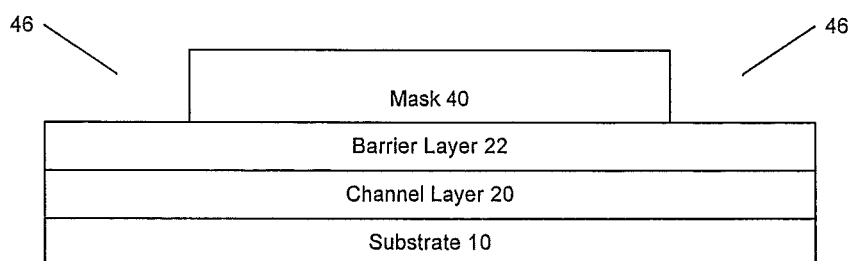 46
46
Mask 40
Barrier Layer 22
Channel Layer 20
Substrate 10